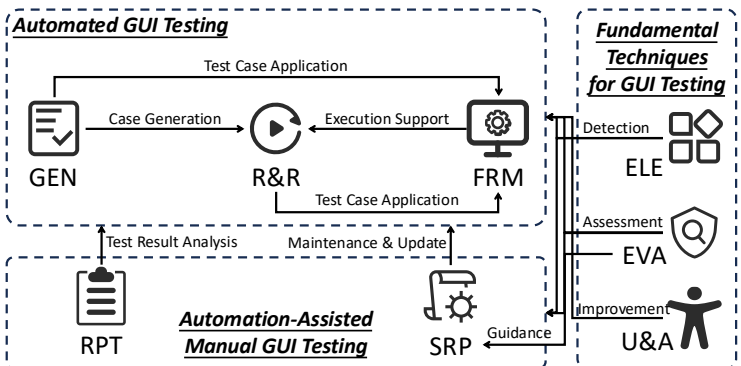 Automated GUI Testing
Test Case Application
Case Generation
Execution Support
GEN
R&R
FRM
Test Case Application
Test Result Analysis
Maintenance & Update
RPT
Automation-Assisted
Manual GUI Testing
SRP
Guidance
Fundamental
Techniques
for GUI Testing
Detection
ELE
Assessment
EVA
Improvement
U&A